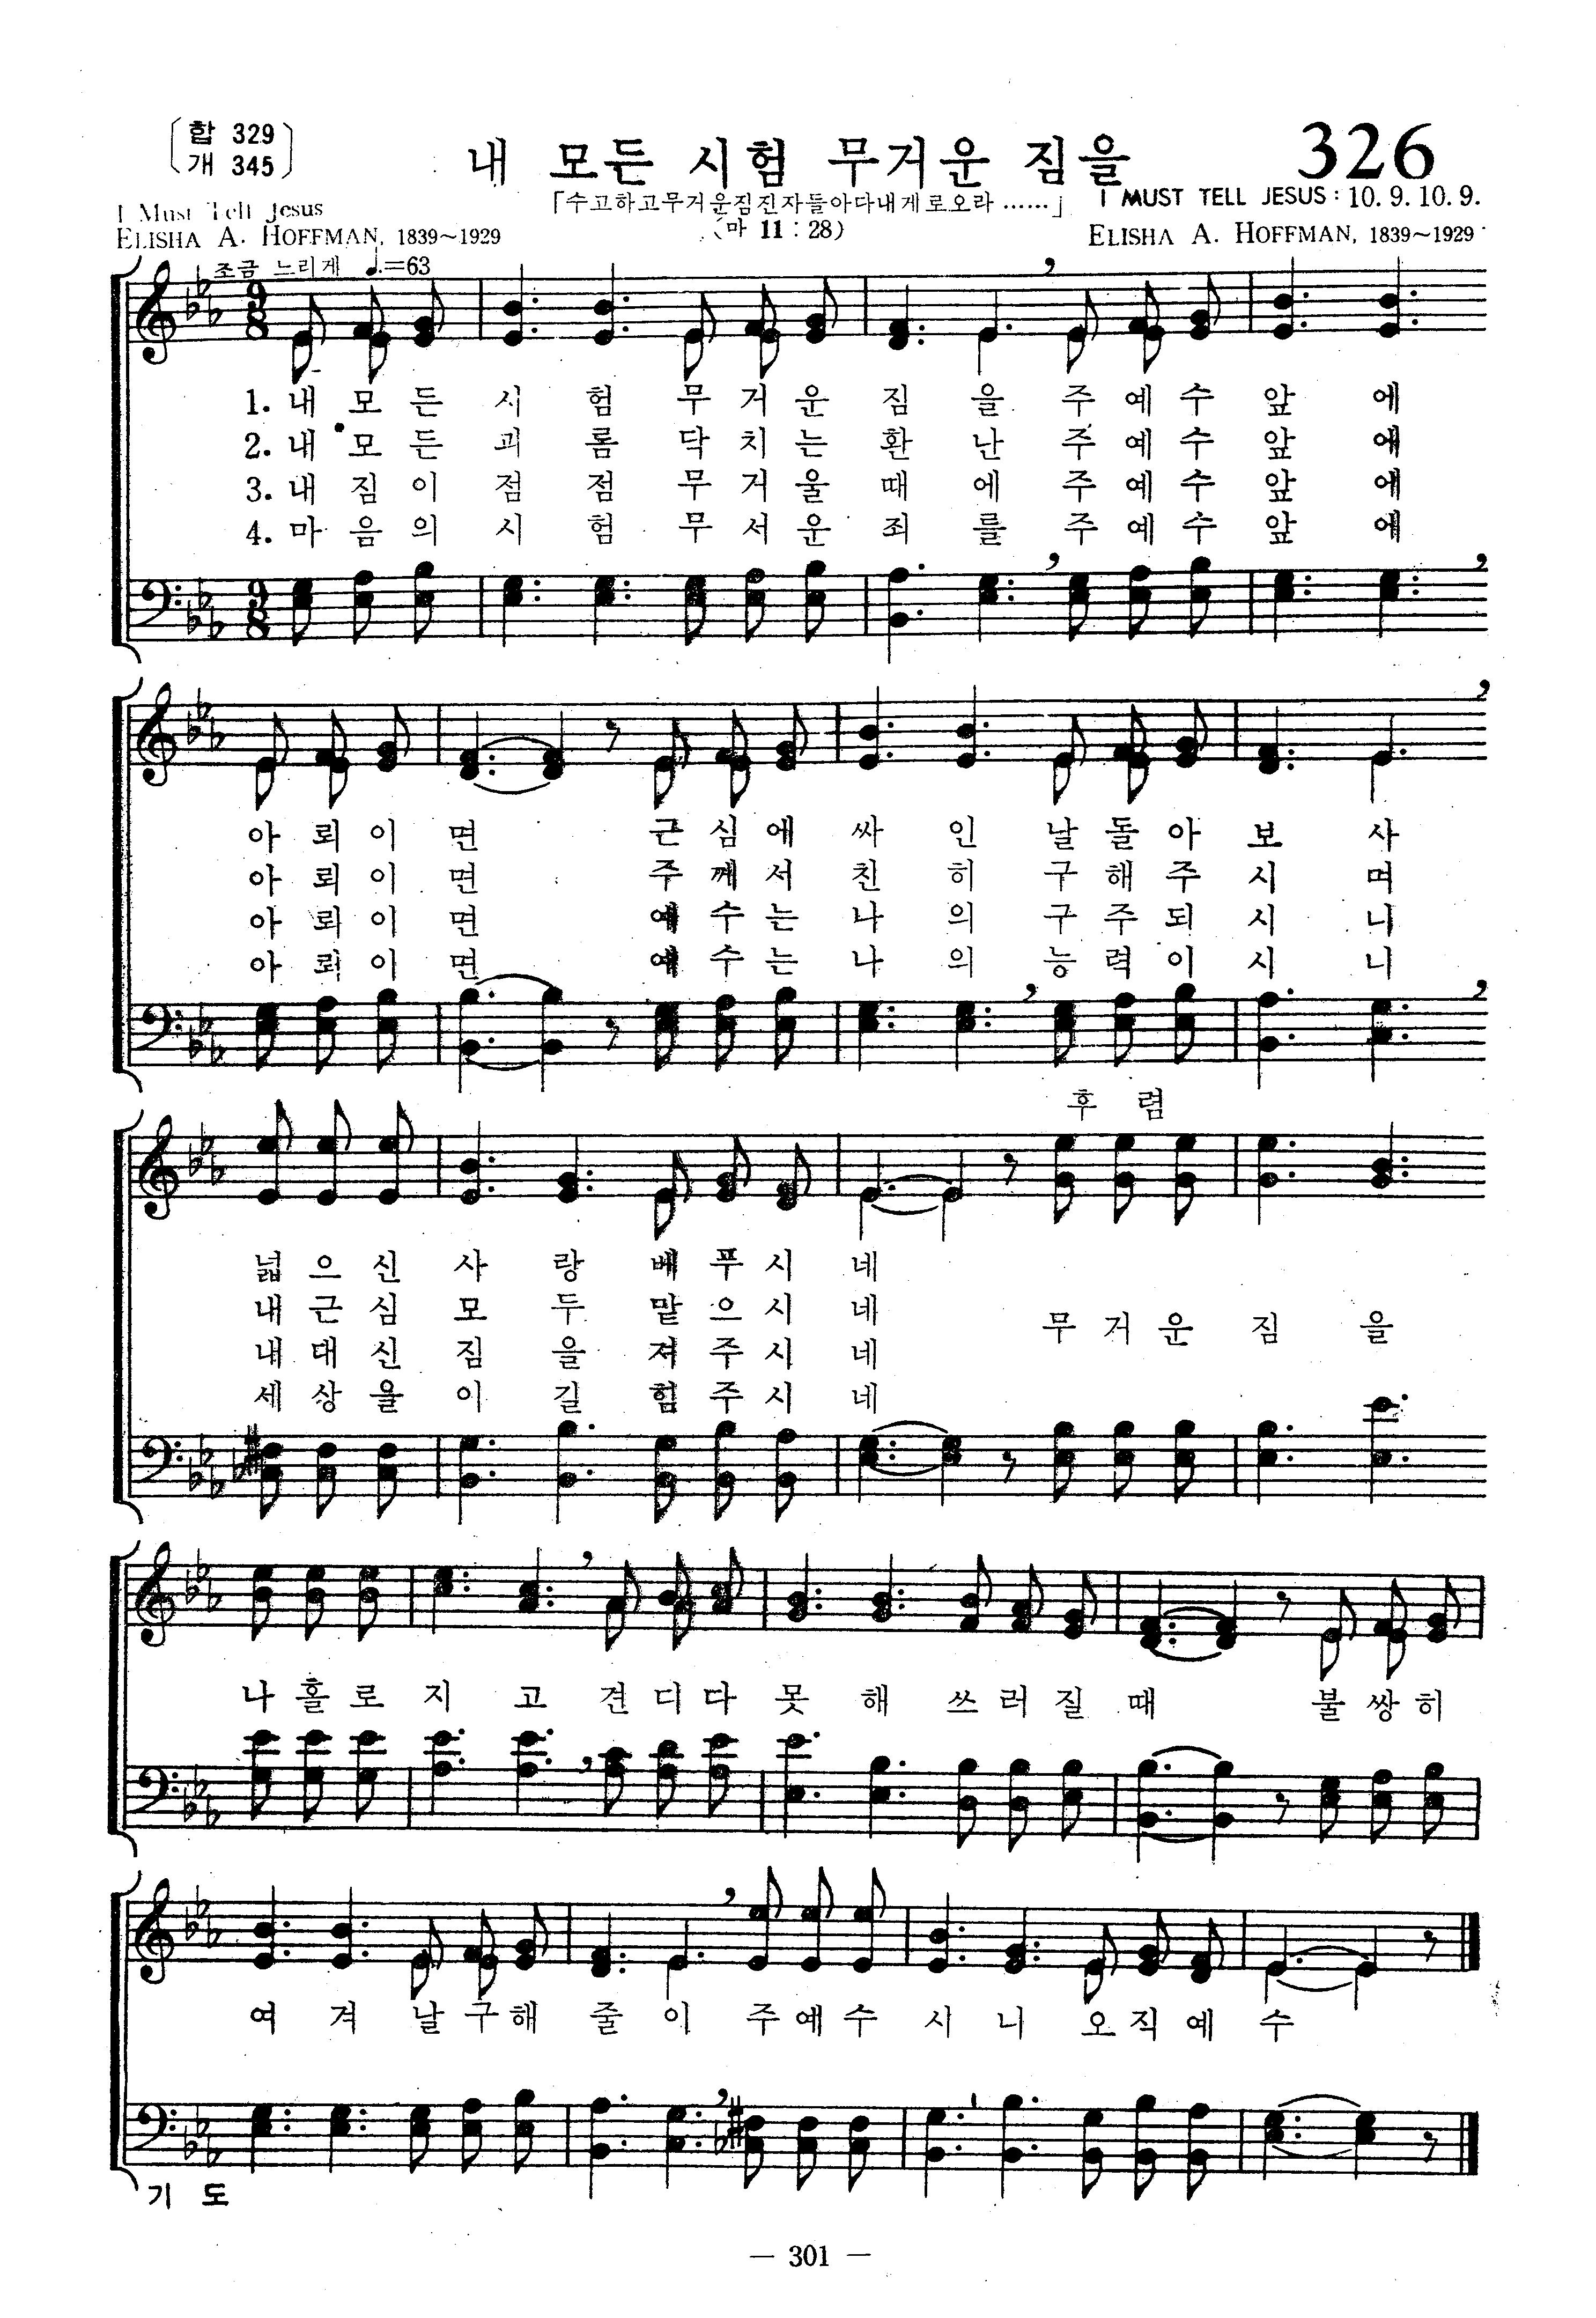 합 329
개 345
내 모든 시험 무거운 짐을
326
I Must Tell Jesus
「수고하고무거운짐진자들아다내게로오라 ……」
I MUST TELL JESUS : 10. 9. 10. 9.
ELISHA A. HOFFMAN, 1839~1929
(마 11 : 28)
ELISHA A. HOFFMAN, 1839~1929
조금 느리게 ♩.=63
1. 내 모 든 시 험 무 거 운 짐 을 주 예 수 앞 에
2. 내 모 든 괴 롬 닥 치 는 환 난 주 예 수 앞 에
3. 내 짐 이 점 점 무 거 울 때 에 주 예 수 앞 에
4. 마 음 의 시 험 무 서 운 죄 를 주 예 수 앞 에
아 뢰 이 면 근 심 에 싸 인 날 돌 아 보 사
아 뢰 이 면 주 께 서 친 히 구 해 주 시 며
아 뢰 이 면 예 수 는 나 의 구 주 되 시 니
아 뢰 이 면 예 수 는 나 의 능 력 이 시 니
후 렴
넓 으 신 사 랑 베 푸 시 네
내 근 심 모 두 맡 으 시 네
내 대 신 짐 을 져 주 시 네
세 상 을 이 길 힘 주 시 네
무 거 운 짐 을
나 홀 로 지 고 견 디 다 못 해 쓰 러 질 때 불 쌍 히
여 겨 날 구 해 줄 이 주 예 수 시 니 오 직 예 수
기 도
— 301 —